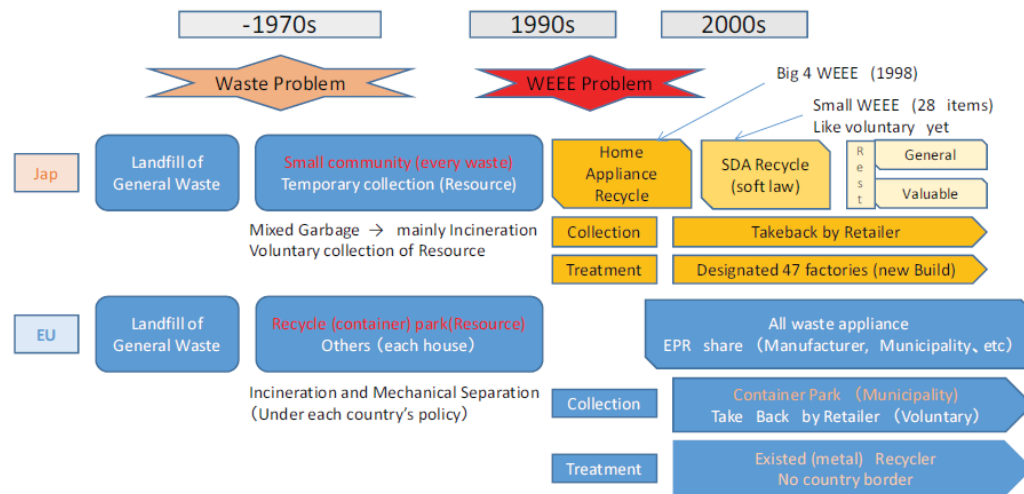 -1970s
1990s
2000s
Waste Problem
WEEE Problem
Big 4 WEEE (1998)
Small WEEE (28 items)
Like voluntary yet
Jap
Landfill of
General Waste
Small community (every waste)
Temporary collection (Resource)
Home
Appliance
Recycle
SDA Recycle
(soft law)
Rest
General
Valuable
Mixed Garbage → mainly Incineration
Voluntary collection of Resource
Collection
Takeback by Retailer
Treatment
Designated 47 factories (new Build)
EU
Landfill of
General Waste
Recycle (container) park(Resource)
Others (each house)
All waste appliance
EPR share (Manufacturer, Municipality、etc)
Incineration and Mechanical Separation
(Under each country's policy)
Collection
Container Park (Municipality)
Take Back by Retailer (Voluntary)
Treatment
Existed (metal) Recycler
No country border